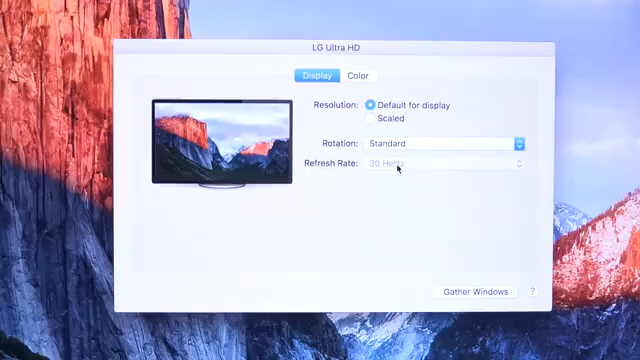 LG Ultra HD
Display Color
Resolution: Default for display
Scaled
Rotation: Standard
Refresh Rate: 30 Hertz
Gather Windows ?